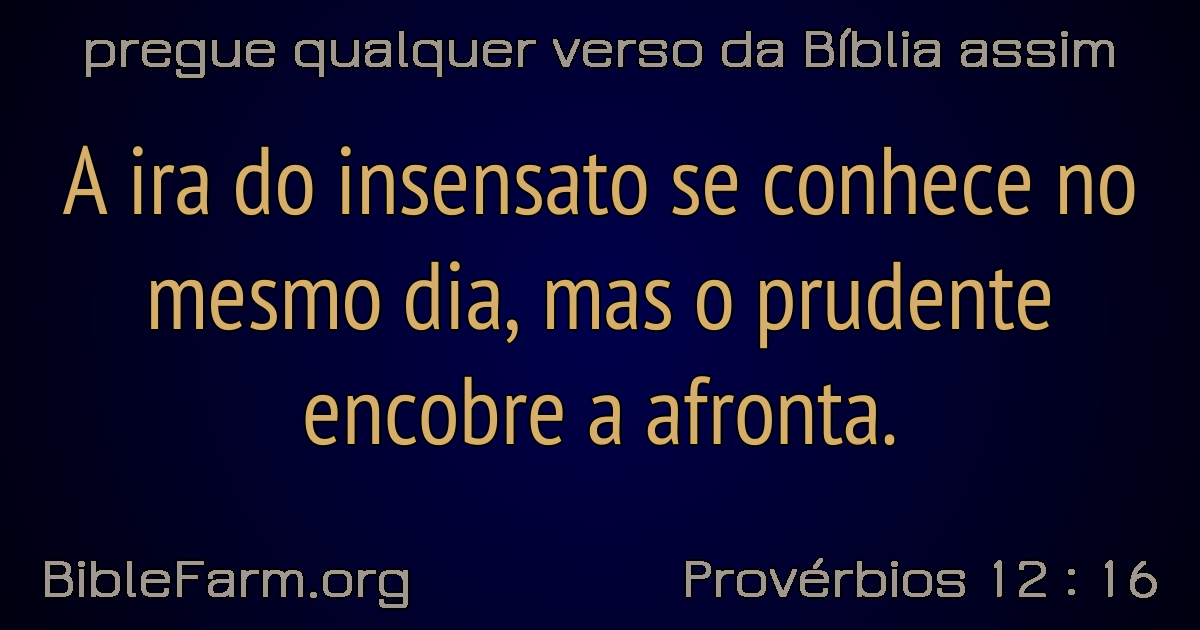 pregue qualquer verso da Bíblia assim
A ira do insensato se conhece no
mesmo dia, mas o prudente
encobre a afronta.
BibleFarm.org
Provérbios 12 : 16